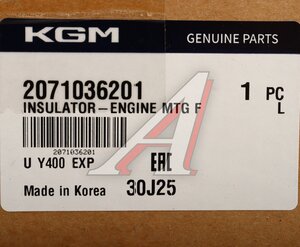 KGM GENUINE PARTS
2071036201 1 PC
INSULATOR-ENGINE MTG F L
2071036201
U Y400 EXP EAC
Made in Korea 30J25